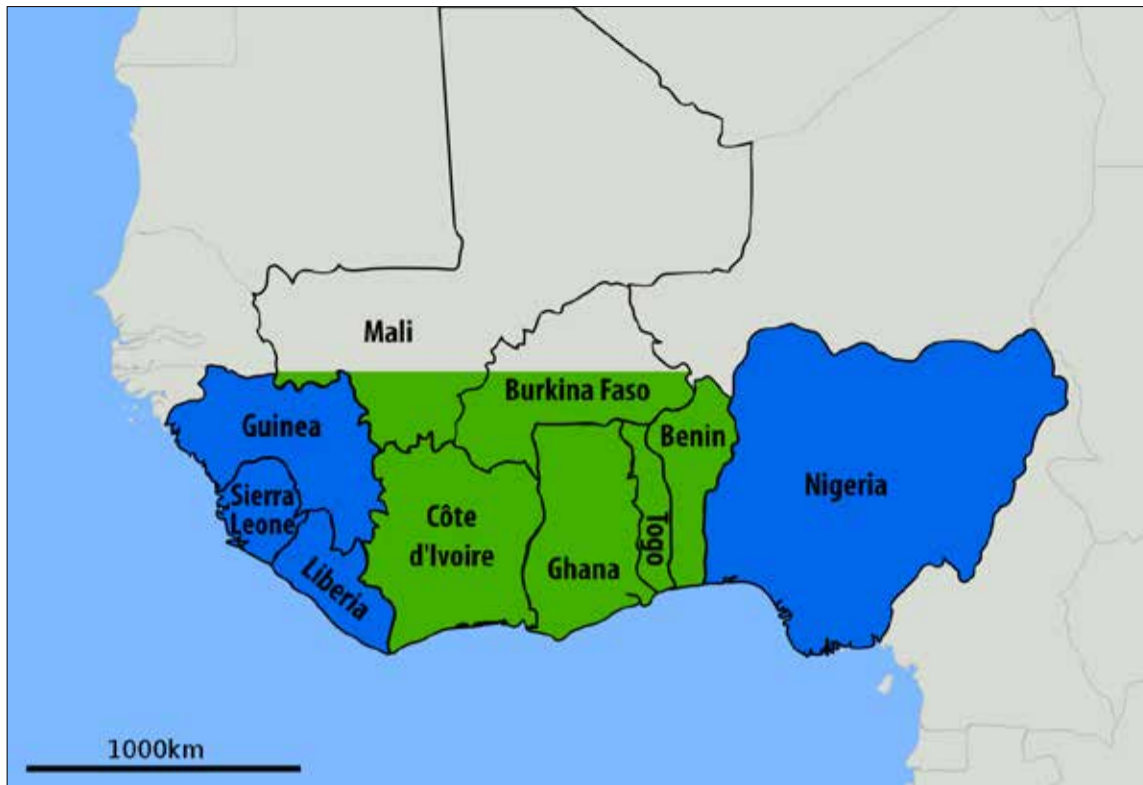 Mali
Burkina Faso
Guinea
Benin
Sierra
Leone
Nigeria
Côte
d'Ivoire
Togo
Ghana
Liberia
1000km